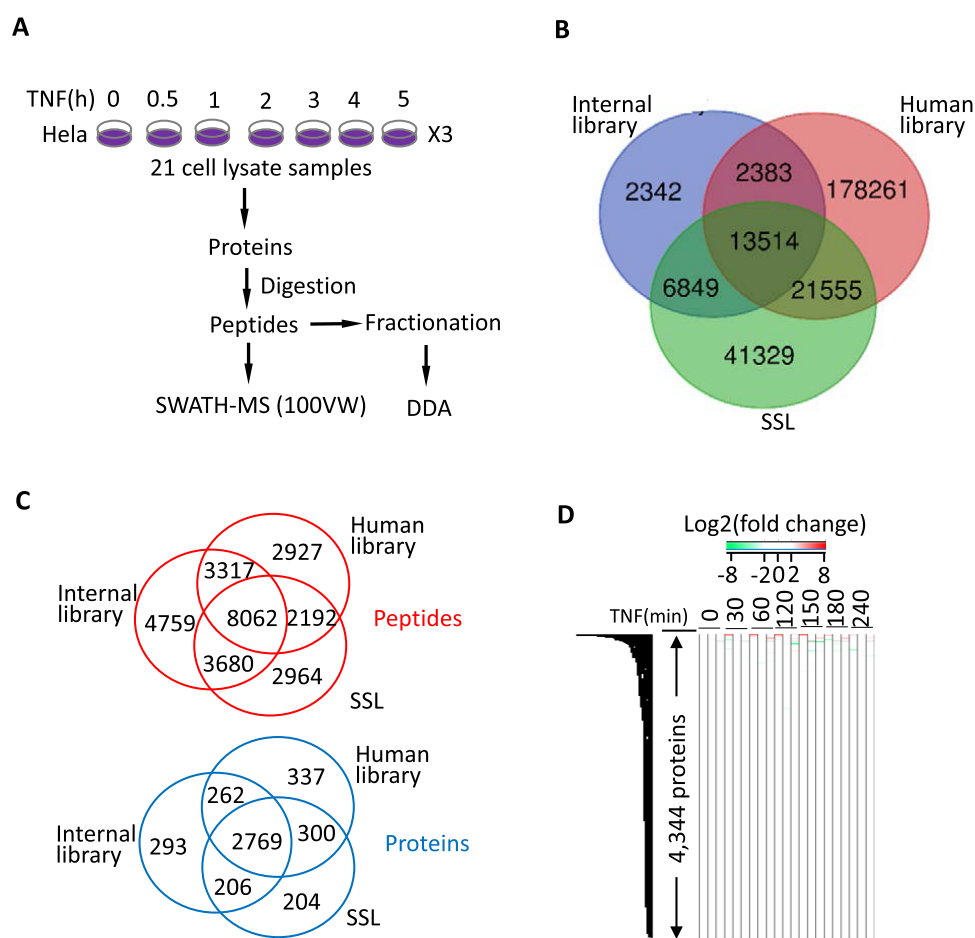 A
TNF(h) 0 0.5 1 2 3 4 5
Hela X3
21 cell lysate samples
Proteins
Digestion
Peptides Fractionation
SWATH-MS (100VW) DDA
B
Internal
library
Human
library
2342 2383 178261
13514
6849 21555
41329
SSL
C
Human
library
2927
3317
Internal
library
4759 8062 2192 Peptides
3680 2964
SSL
Human
library
337
262
Internal
library
293 2769 300 Proteins
206 204
SSL
D
Log2(fold change)
-8 -2 0 2 8
TNF(min) 0 30 60 120 150 180 240
4,344 proteins